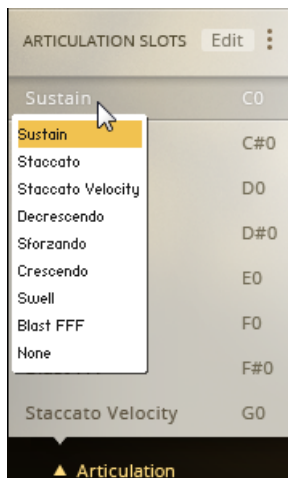 ARTICULATION SLOTS Edit
Sustain C0
Sustain
C#0
Staccato
Staccato Velocity D0
Decrescendo
D#0
Sforzando
Crescendo E0
Swell
Blast FFF F0
None
F#0
Staccato Velocity G0
Articulation